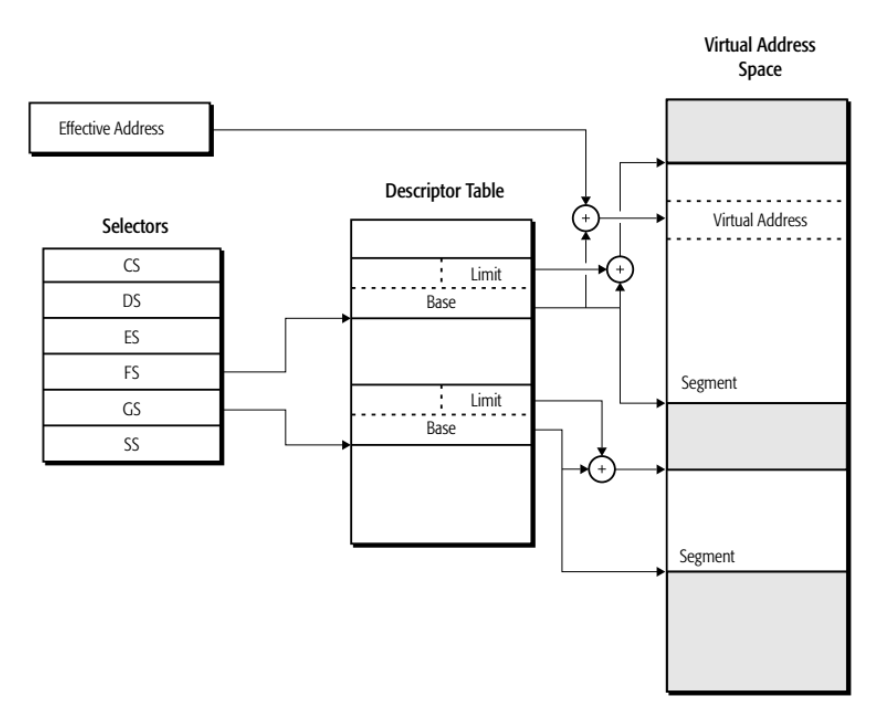 Virtual Address
Space
Effective Address
Descriptor Table
Selectors
CS
DS
ES
FS
GS
SS
Limit
Base
Limit
Base
+
+
+
Virtual Address
Segment
Segment